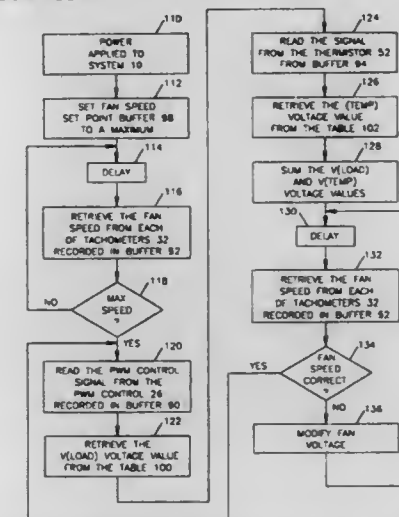 110
POWER
APPLIED TO
SYSTEM 10
112
SET FAN SPEED
SET POINT BUFFER 98
TO A MAXIMUM
114
DELAY
116
RETRIEVE THE FAN
SPEED FROM EACH
OF TACHOMETERS 32
RECORDED IN BUFFER 92
118
MAX
SPEED
?
NO
YES
120
READ THE PWM CONTROL
SIGNAL FROM THE
PWM CONTROL 26
RECORDED IN BUFFER 90
122
RETRIEVE THE
V(LOAD) VOLTAGE VALUE
FROM THE TABLE 100
124
READ THE SIGNAL
FROM THE THERMISTOR 52
FROM BUFFER 94
126
RETRIEVE THE (TEMP)
VOLTAGE VALUE
FROM THE TABLE 102
128
SUM THE V(LOAD)
AND V(TEMP)
VOLTAGE VALUES
130
DELAY
132
RETRIEVE THE FAN
SPEED FROM EACH
OF TACHOMETERS 32
RECORDED IN BUFFER 92
134
FAN
SPEED
CORRECT
?
YES
NO
136
MODIFY FAN
VOLTAGE